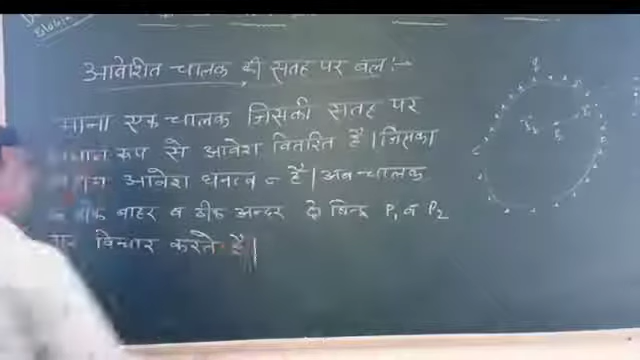 आवेशित चालक की सतह पर बल :-
माना एक चालक जिसकी सतह पर
समान रूप से आवेश वितरित है | जिसका
आवेश घनत्व σ है | अब चालक
के ठीक बाहर व ठीक अन्दर दो बिन्दु P₁ व P₂
पर विचार करते है |